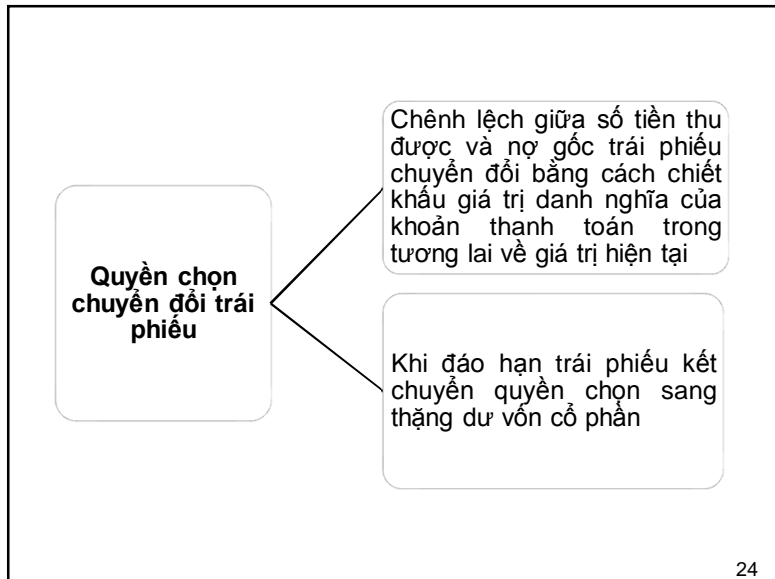 Quyền chọn
chuyển đổi trái
phiếu
Chênh lệch giữa số tiền thu
được và nợ gốc trái phiếu
chuyển đổi bằng cách chiết
khấu giá trị danh nghĩa của
khoản thanh toán trong
tương lai về giá trị hiện tại
Khi đáo hạn trái phiếu kết
chuyển quyền chọn sang
thặng dư vốn cổ phần
24